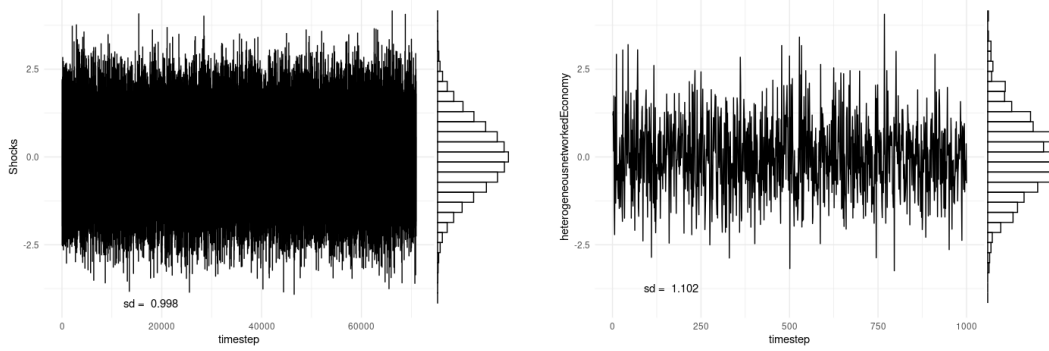 Shocks
2.5
0.0
-2.5
sd = 0.998
0
20000
40000
60000
timestep
heterogeneousnetworkedEconomy
2.5
0.0
-2.5
sd = 1.102
0
250
500
750
1000
timestep